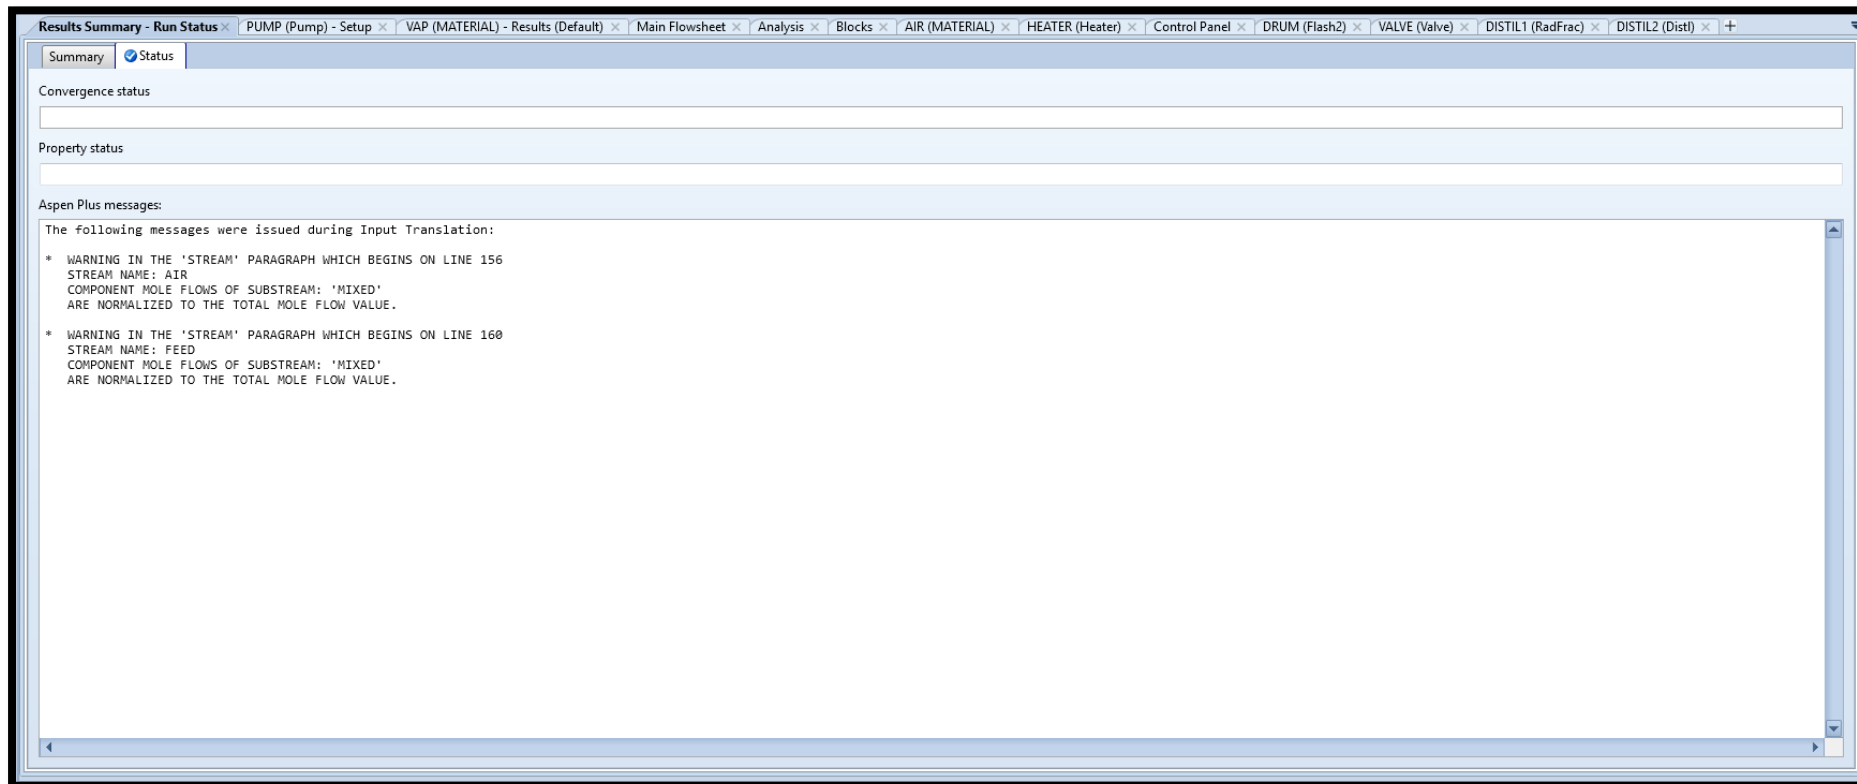 Results Summary - Run Status PUMP (Pump) - Setup VAP (MATERIAL) - Results (Default) Main Flowsheet Analysis Blocks AIR (MATERIAL) HEATER (Heater) Control Panel DRUM (Flash2) VALVE (Valve) DISTIL1 (RadFrac) DISTIL2 (Distl)
Summary Status
Convergence status
Property status
Aspen Plus messages:
The following messages were issued during Input Translation:
* WARNING IN THE 'STREAM' PARAGRAPH WHICH BEGINS ON LINE 156
STREAM NAME: AIR
COMPONENT MOLE FLOWS OF SUBSTREAM: 'MIXED'
ARE NORMALIZED TO THE TOTAL MOLE FLOW VALUE.
* WARNING IN THE 'STREAM' PARAGRAPH WHICH BEGINS ON LINE 160
STREAM NAME: FEED
COMPONENT MOLE FLOWS OF SUBSTREAM: 'MIXED'
ARE NORMALIZED TO THE TOTAL MOLE FLOW VALUE.